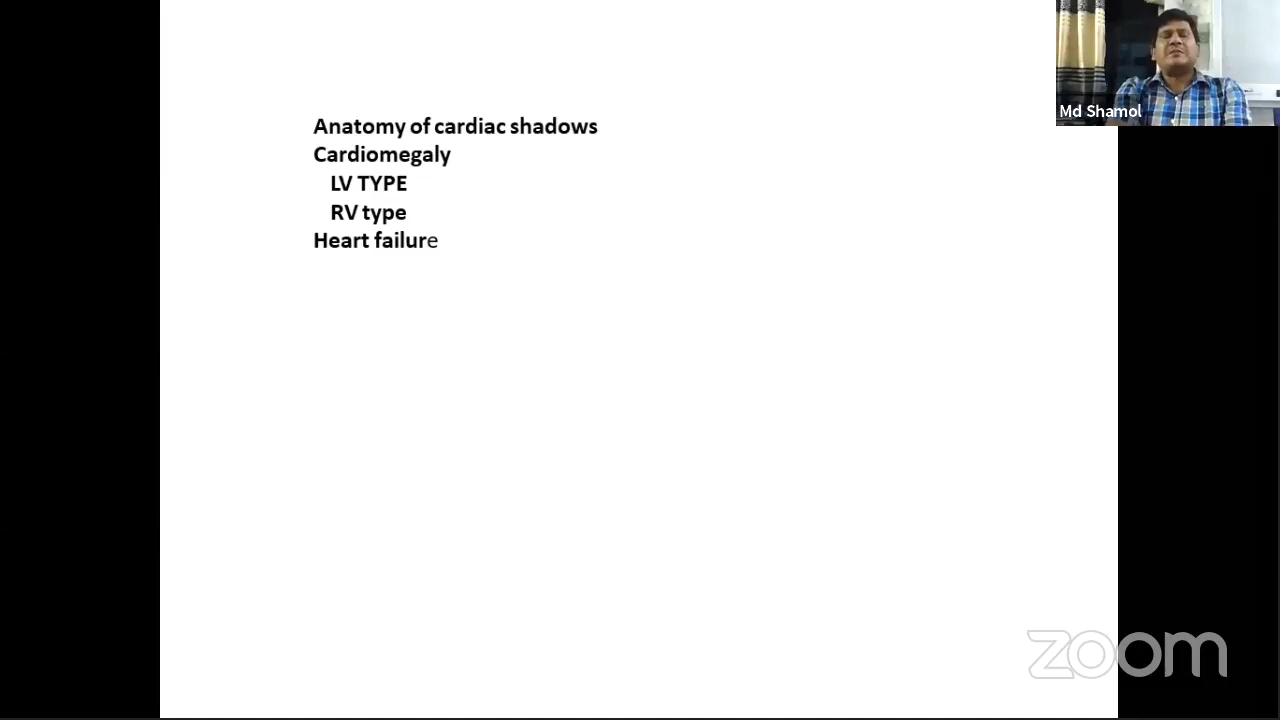 Anatomy of cardiac shadows
Cardiomegaly
LV TYPE
RV type
Heart failure
Md Shamol
zoom